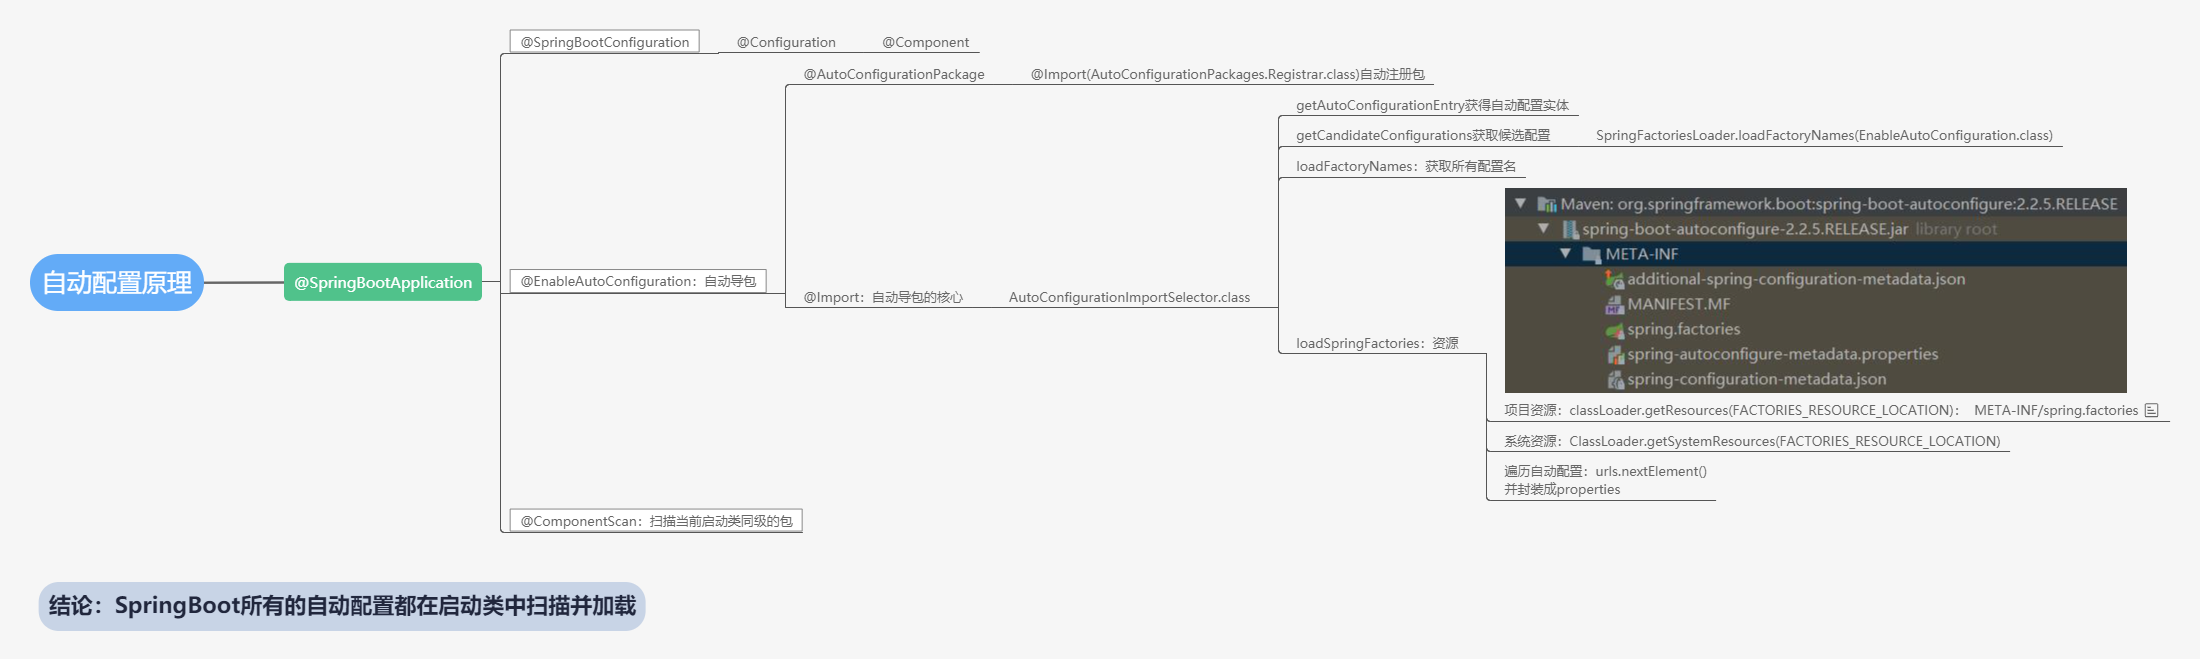 @SpringBootConfiguration
@Configuration
@Component
@AutoConfigurationPackage
@Import(AutoConfigurationPackages.Registrar.class)自动注册包
getAutoConfigurationEntry获得自动配置实体
getCandidateConfigurations获取候选配置
SpringFactoriesLoader.loadFactoryNames(EnableAutoConfiguration.class)
loadFactoryNames：获取所有配置名
Maven: org.springframework.boot:spring-boot-autoconfigure:2.2.5.RELEASE
spring-boot-autoconfigure-2.2.5.RELEASE.jar library root
META-INF
additional-spring-configuration-metadata.json
MANIFEST.MF
spring.factories
spring-autoconfigure-metadata.properties
spring-configuration-metadata.json
自动配置原理
@SpringBootApplication
@EnableAutoConfiguration：自动导包
@Import：自动导包的核心
AutoConfigurationImportSelector.class
loadSpringFactories：资源
项目资源：classLoader.getResources(FACTORIES_RESOURCE_LOCATION)： META-INF/spring.factories
系统资源：ClassLoader.getSystemResources(FACTORIES_RESOURCE_LOCATION)
遍历自动配置：urls.nextElement()
并封装成properties
@ComponentScan：扫描当前启动类同级的包
结论：SpringBoot所有的自动配置都在启动类中扫描并加载